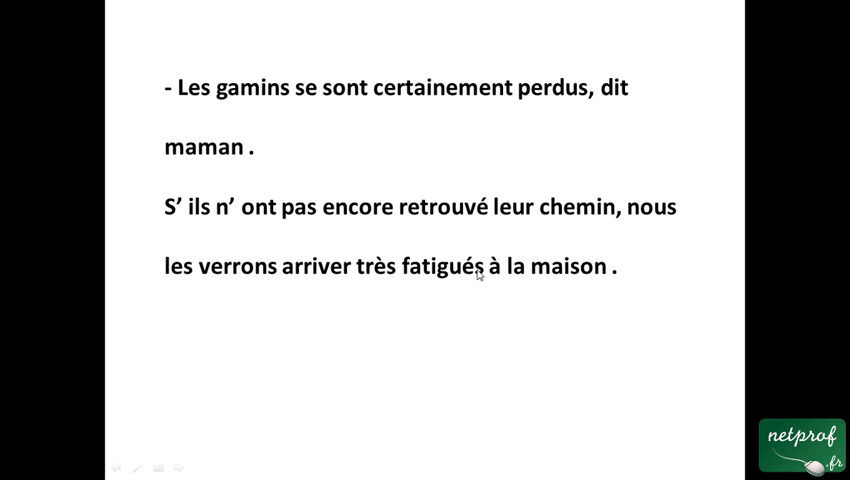 - Les gamins se sont certainement perdus, dit
maman .
S’ ils n’ ont pas encore retrouvé leur chemin, nous
les verrons arriver très fatigués à la maison .
netprof
.fr